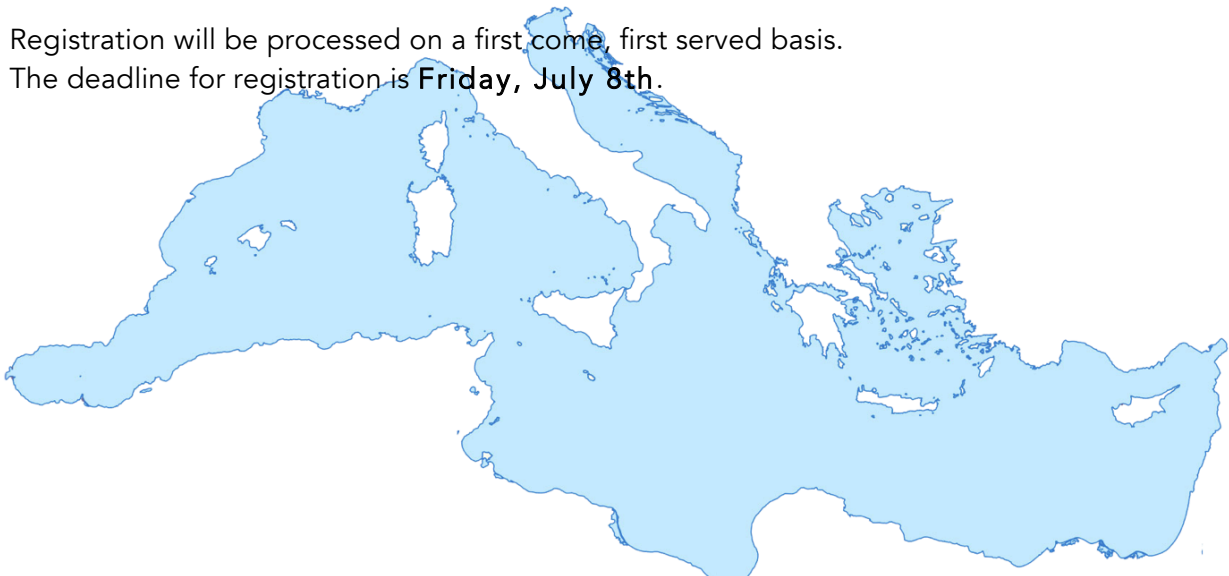 Registration will be processed on a first come, first served basis.
The deadline for registration is Friday, July 8th.